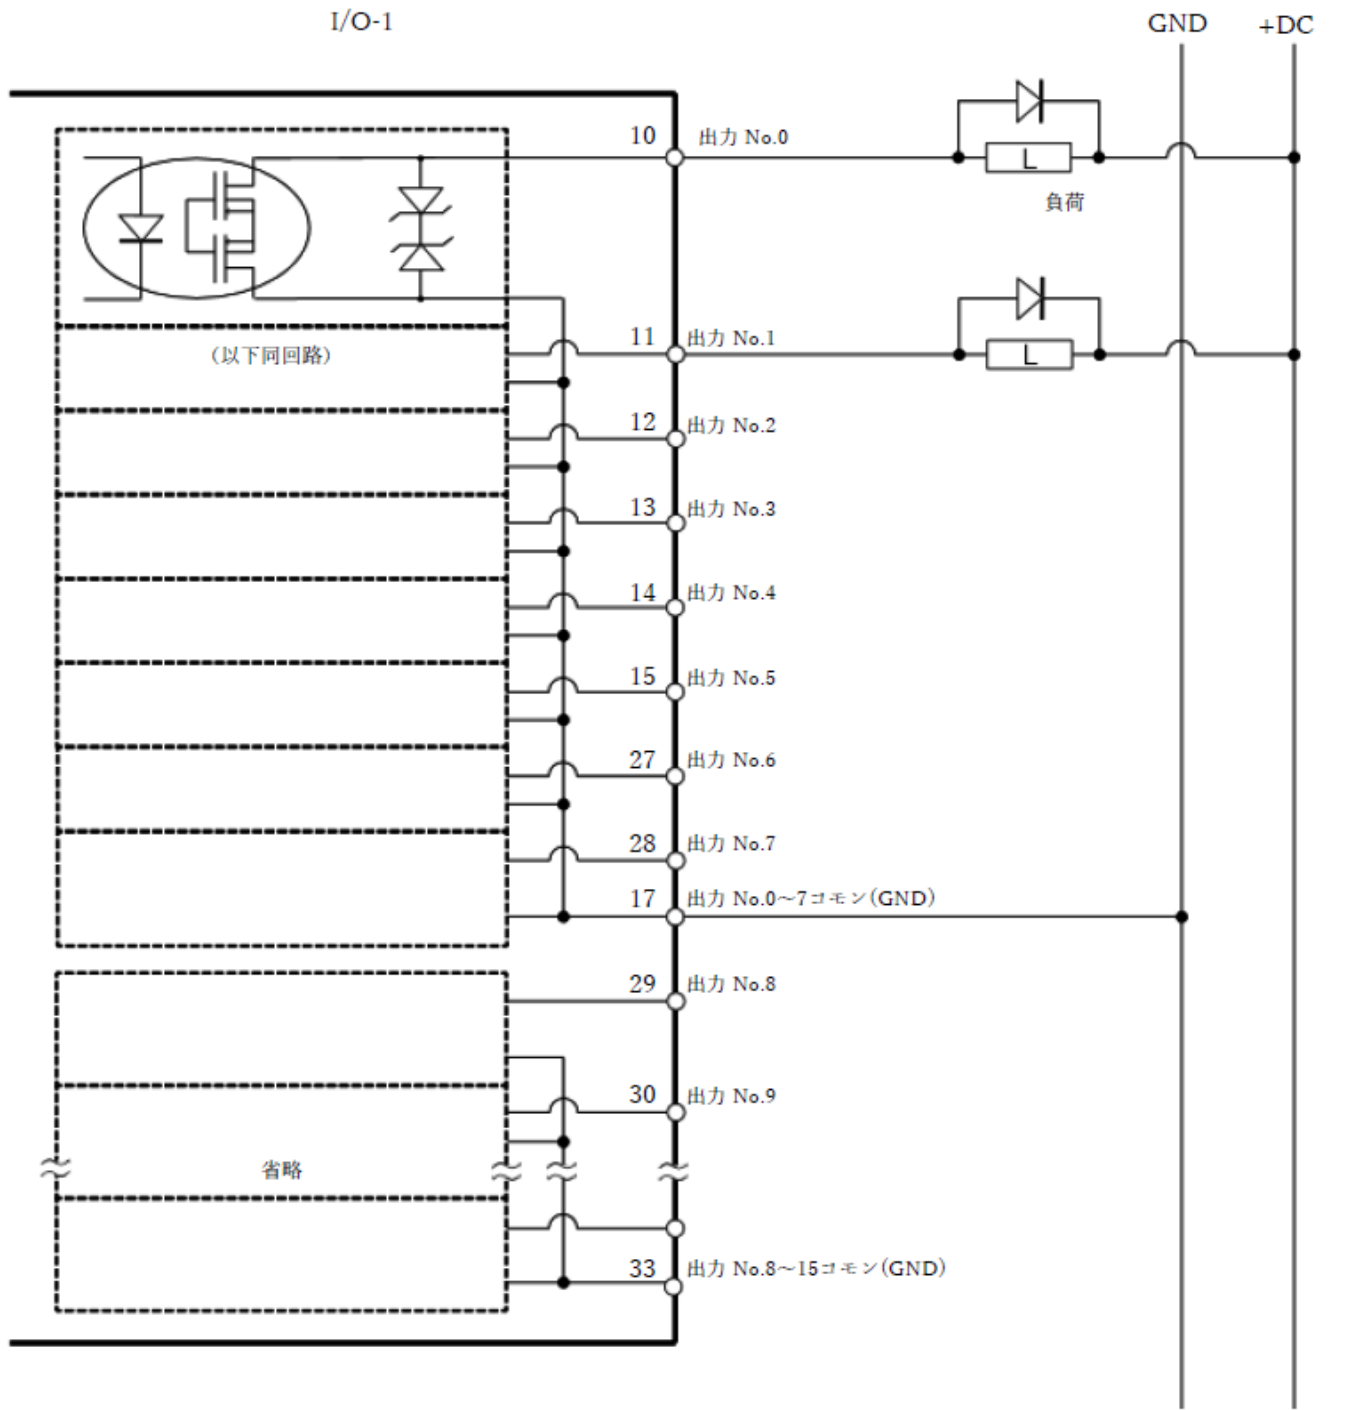 I/O-1
GND
+DC
10
出力 No.0
L
負荷
11
出力 No.1
L
(以下同回路)
12
出力 No.2
13
出力 No.3
14
出力 No.4
15
出力 No.5
27
出力 No.6
28
出力 No.7
17
出力 No.0～7コモン(GND)
29
出力 No.8
30
出力 No.9
省略
33
出力 No.8～15コモン(GND)